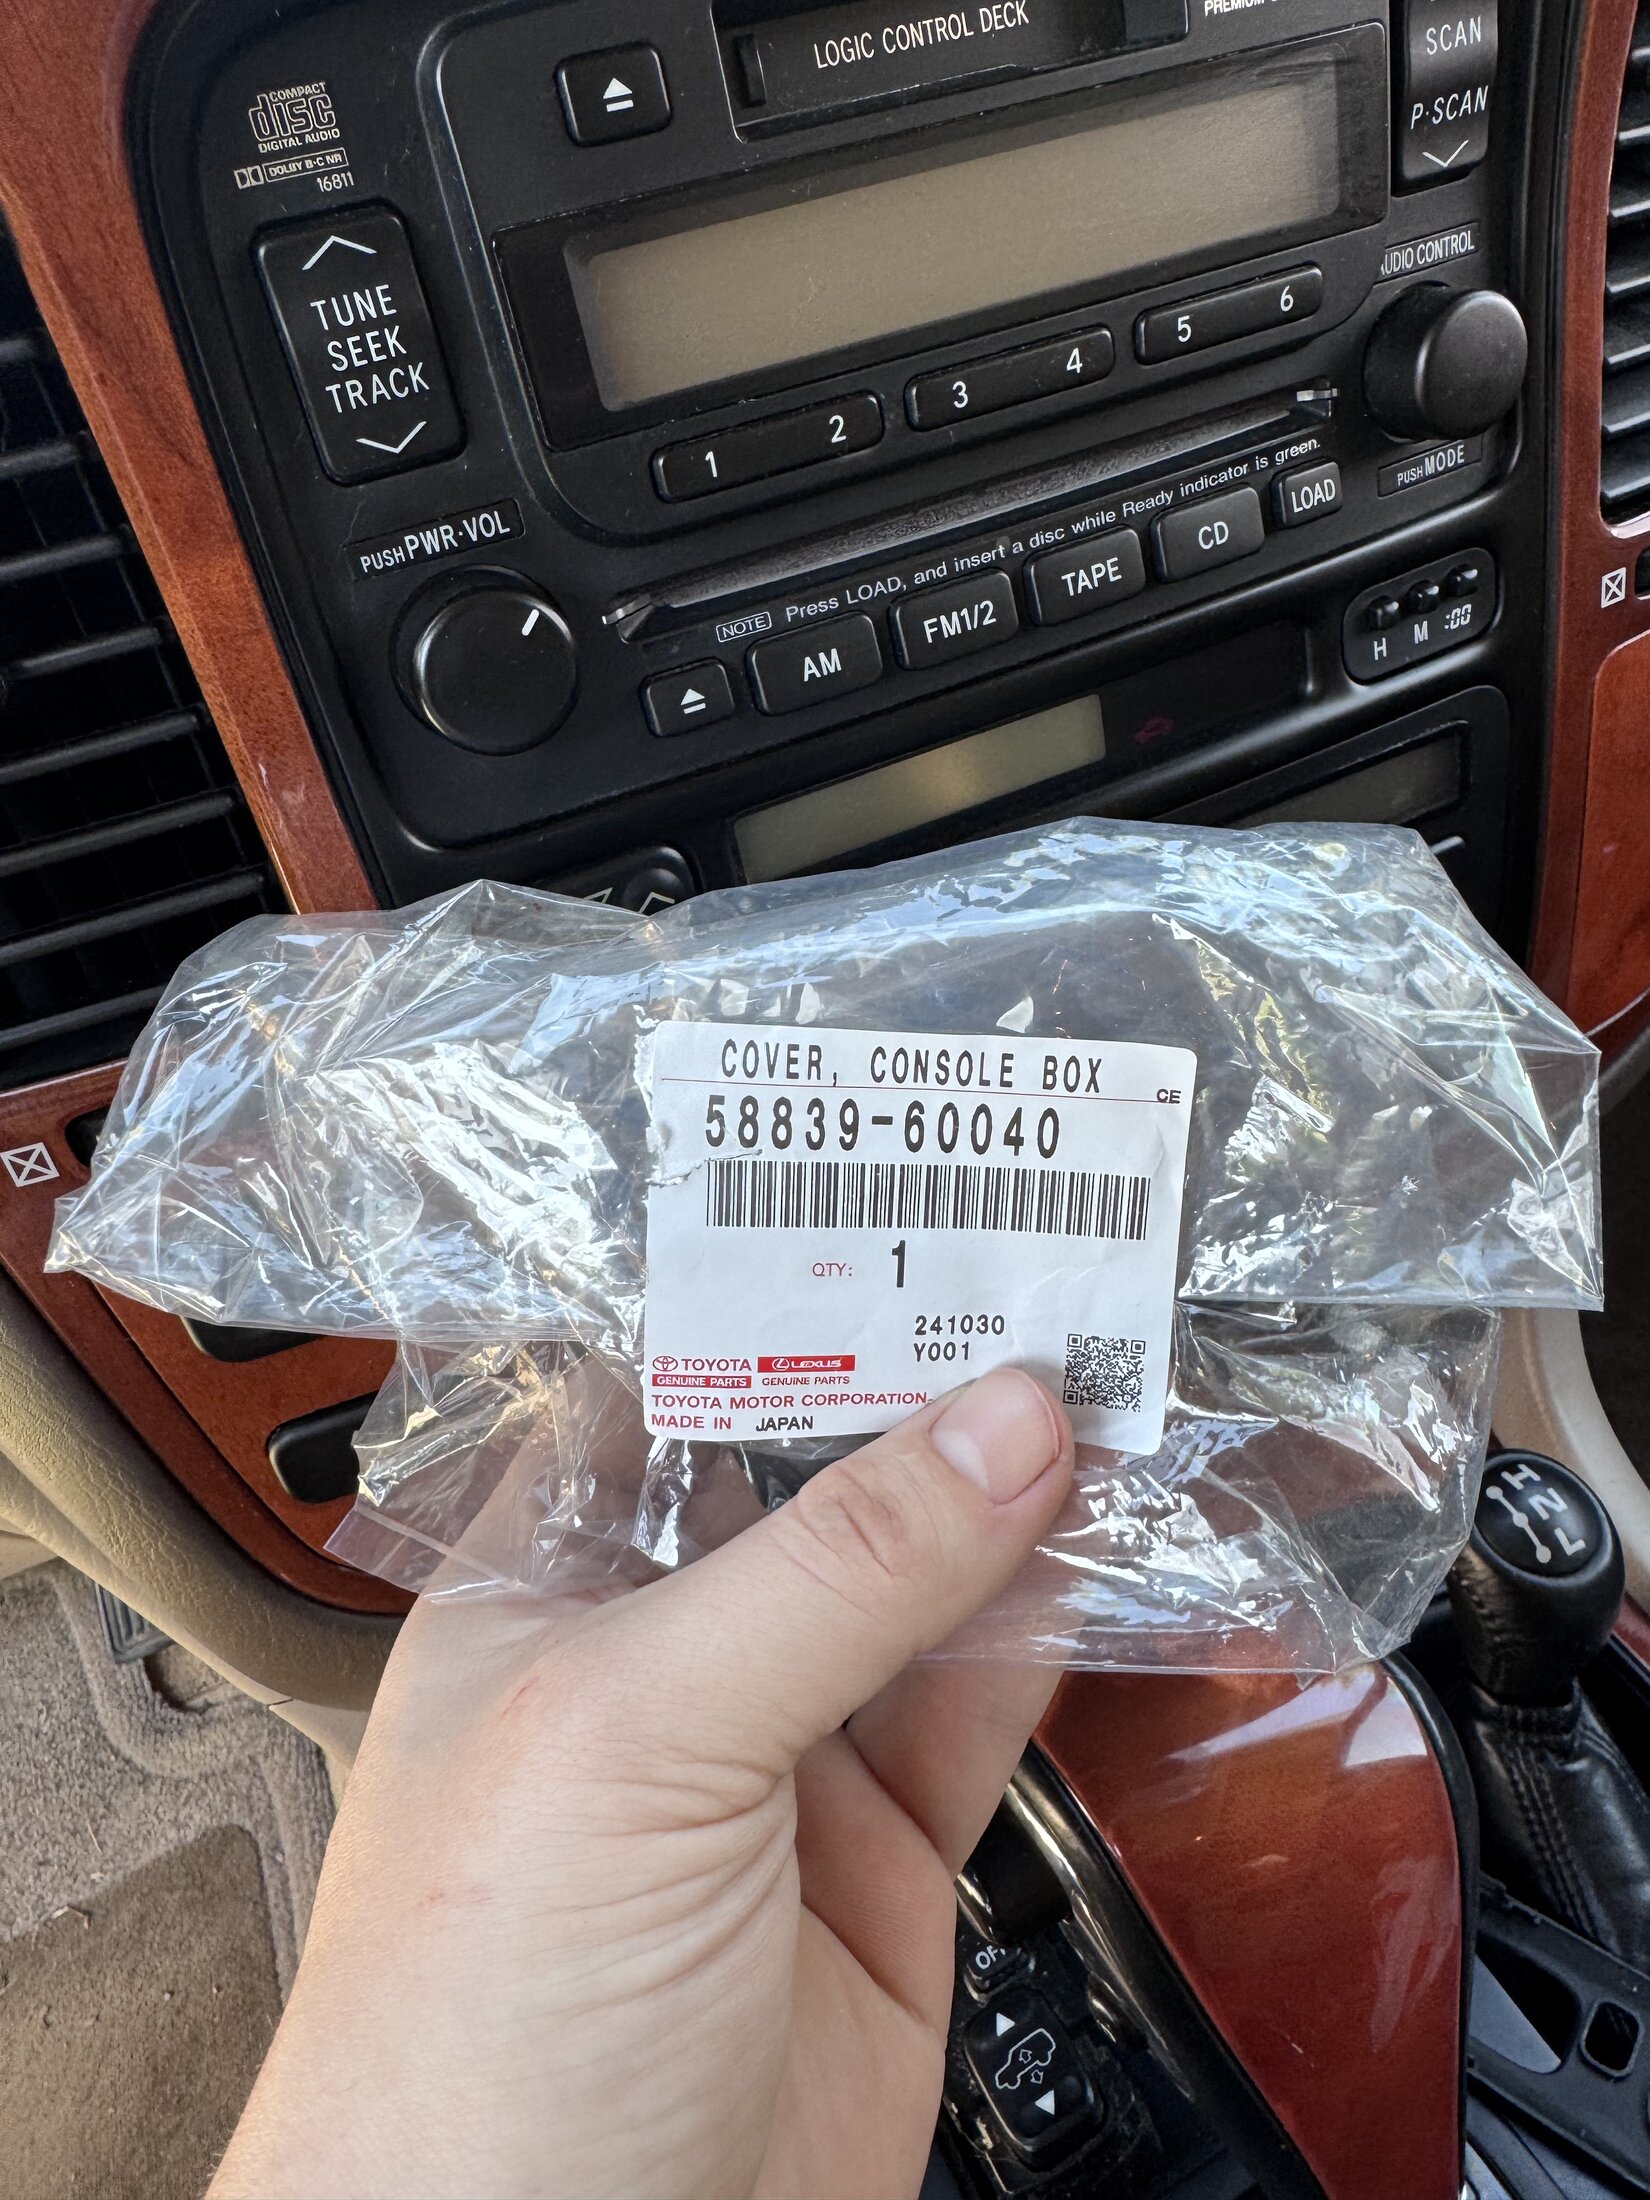 LOGIC CONTROL DECK
SCAN
P·SCAN
COMPACT
disc
DIGITAL AUDIO
DOLBY B·C NR
16811
TUNE
SEEK
TRACK
AUDIO CONTROL
1 2 3 4 5 6
PUSH MODE
PUSH PWR·VOL
NOTE Press LOAD, and insert a disc while Ready indicator is green.
AM FM1/2 TAPE CD LOAD
H M :00
COVER, CONSOLE BOX
CE
58839-60040
QTY: 1
241030
Y001
TOYOTA LEXUS
GENUINE PARTS GENUINE PARTS
TOYOTA MOTOR CORPORATION
MADE IN JAPAN
H
N
L
OFF